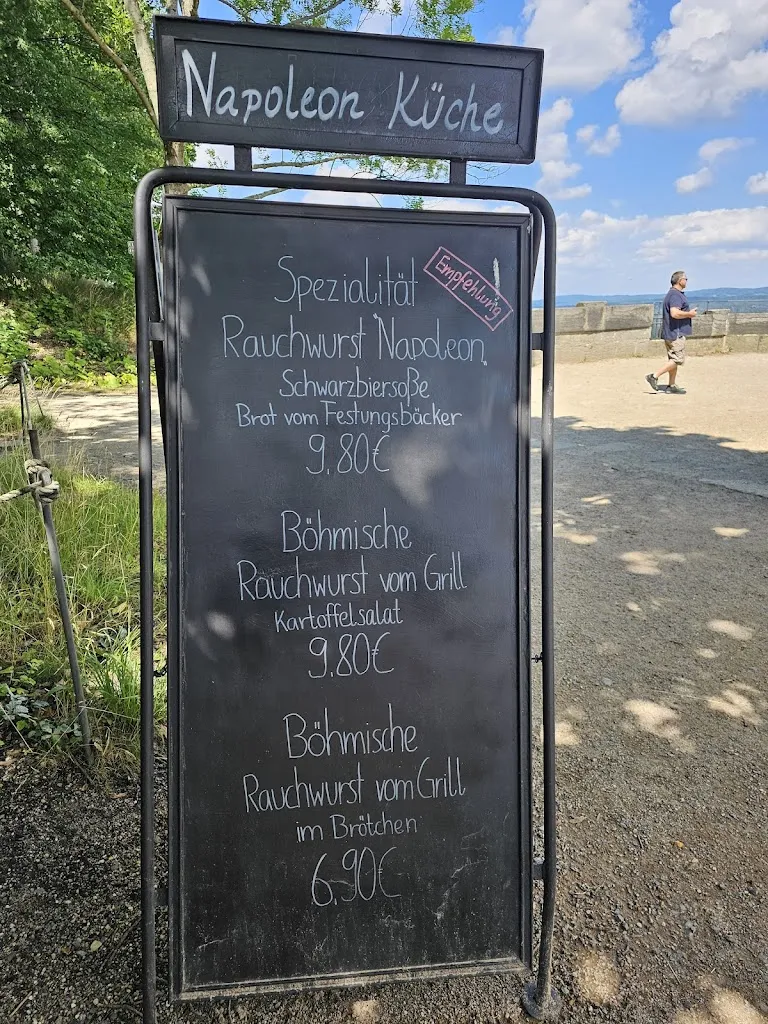 Napoleon Küche
Spezialität
Empfehlung!
Rauchwurst "Napoleon"
Schwarzbiersoße
Brot vom Festungsbäcker
9,80€
Böhmische
Rauchwurst vom Grill
Kartoffelsalat
9,80€
Böhmische
Rauchwurst vom Grill
im Brötchen
6,90€